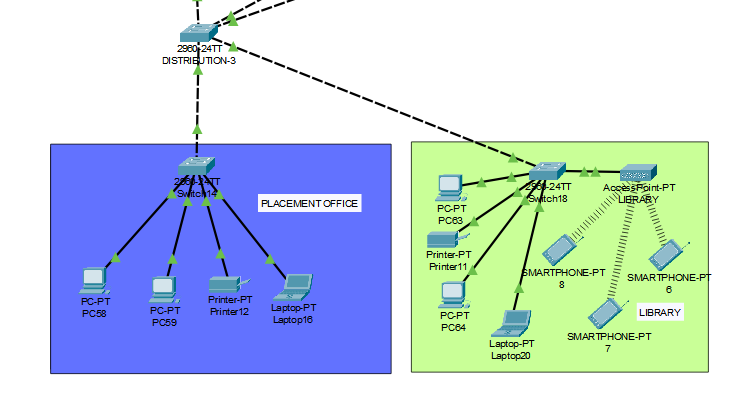 2960-24TT
DISTRIBUTION-3
2960-24TT
Switch14
PLACEMENT OFFICE
PC-PT
PC58
PC-PT
PC59
Printer-PT
Printer12
Laptop-PT
Laptop16
2960-24TT
Switch18
AccessPoint-PT
LIBRARY
PC-PT
PC63
Printer-PT
Printer11
PC-PT
PC64
Laptop-PT
Laptop20
SMARTPHONE-PT
8
SMARTPHONE-PT
6
SMARTPHONE-PT
7
LIBRARY